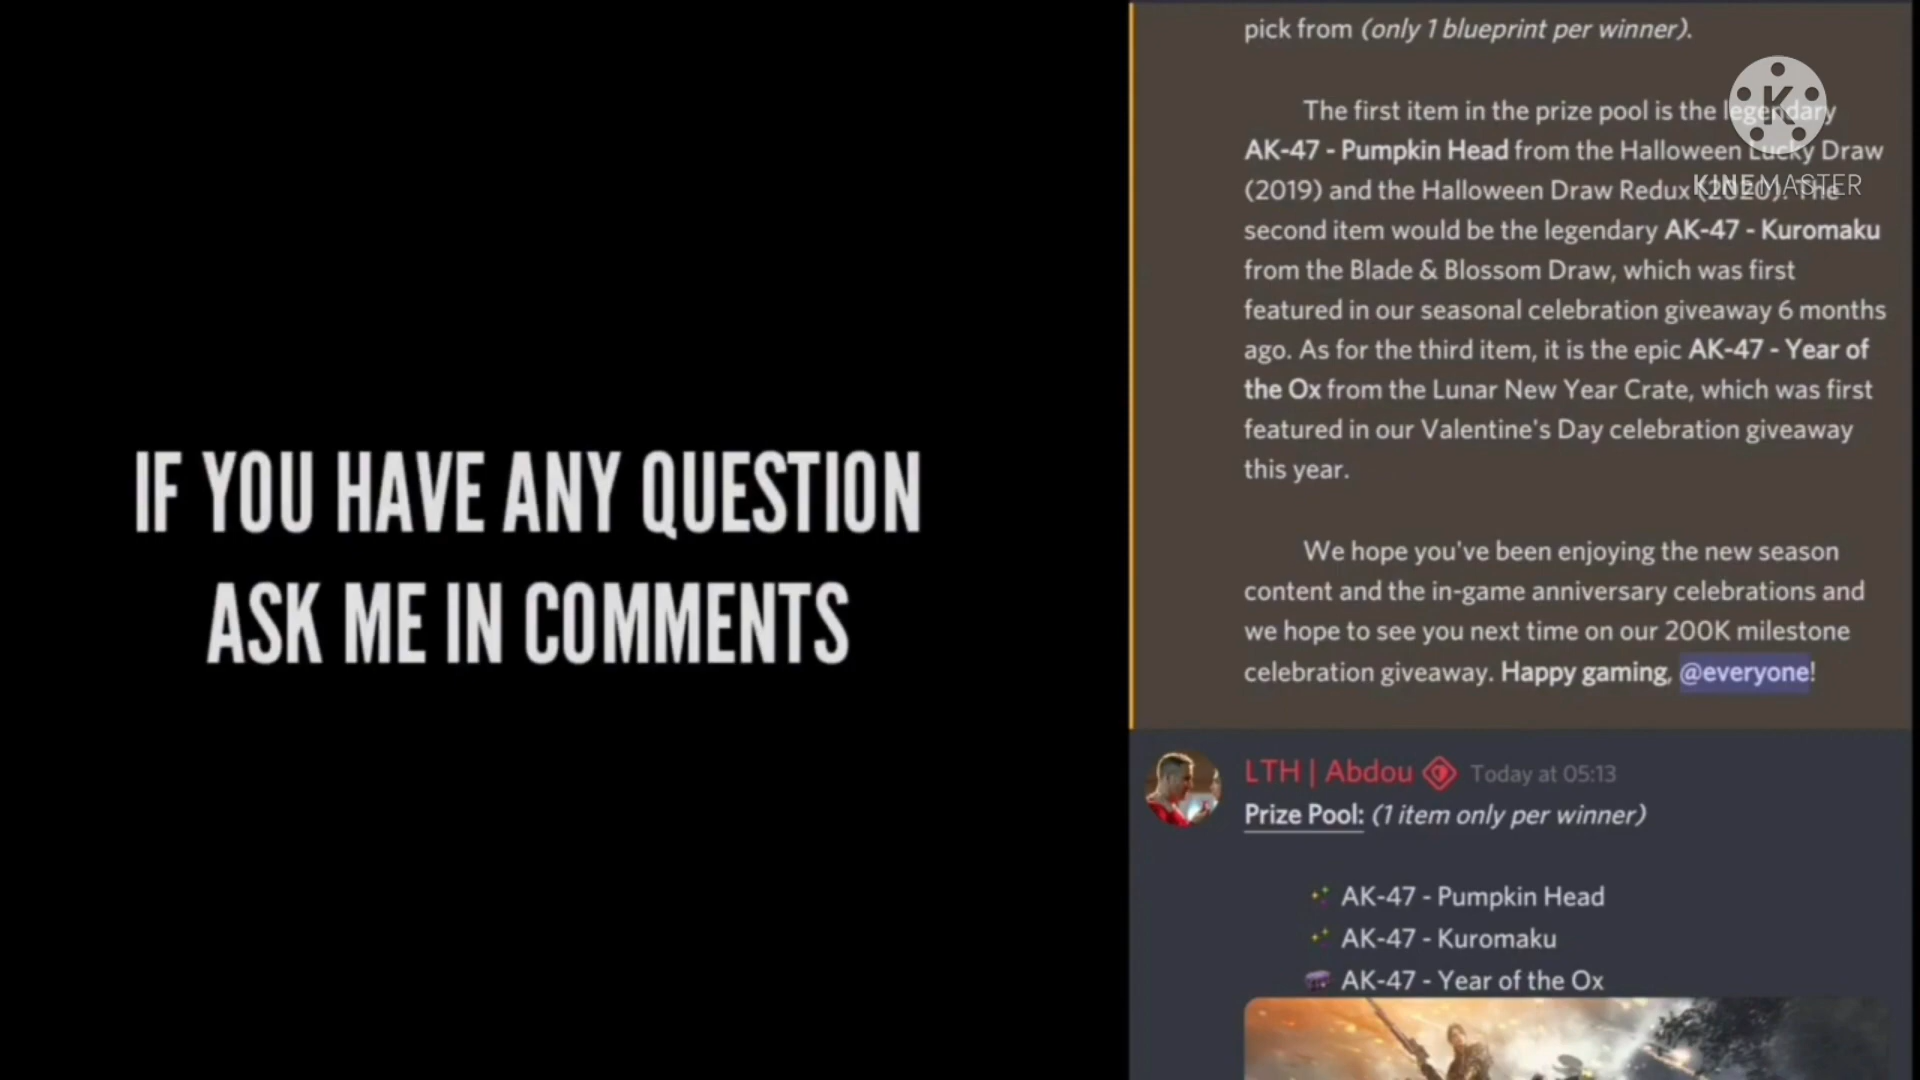 IF YOU HAVE ANY QUESTION
ASK ME IN COMMENTS
pick from (only 1 blueprint per winner).
The first item in the prize pool is the legendary
AK-47 - Pumpkin Head from the Halloween Lucky Draw
(2019) and the Halloween Draw Redux (2020). The
second item would be the legendary AK-47 - Kuromaku
from the Blade & Blossom Draw, which was first
featured in our seasonal celebration giveaway 6 months
ago. As for the third item, it is the epic AK-47 - Year of
the Ox from the Lunar New Year Crate, which was first
featured in our Valentine's Day celebration giveaway
this year.
We hope you've been enjoying the new season
content and the in-game anniversary celebrations and
we hope to see you next time on our 200K milestone
celebration giveaway. Happy gaming, @everyone!
LTH | Abdou Today at 05:13
Prize Pool: (1 item only per winner)
AK-47 - Pumpkin Head
AK-47 - Kuromaku
AK-47 - Year of the Ox
K
KINEMASTER